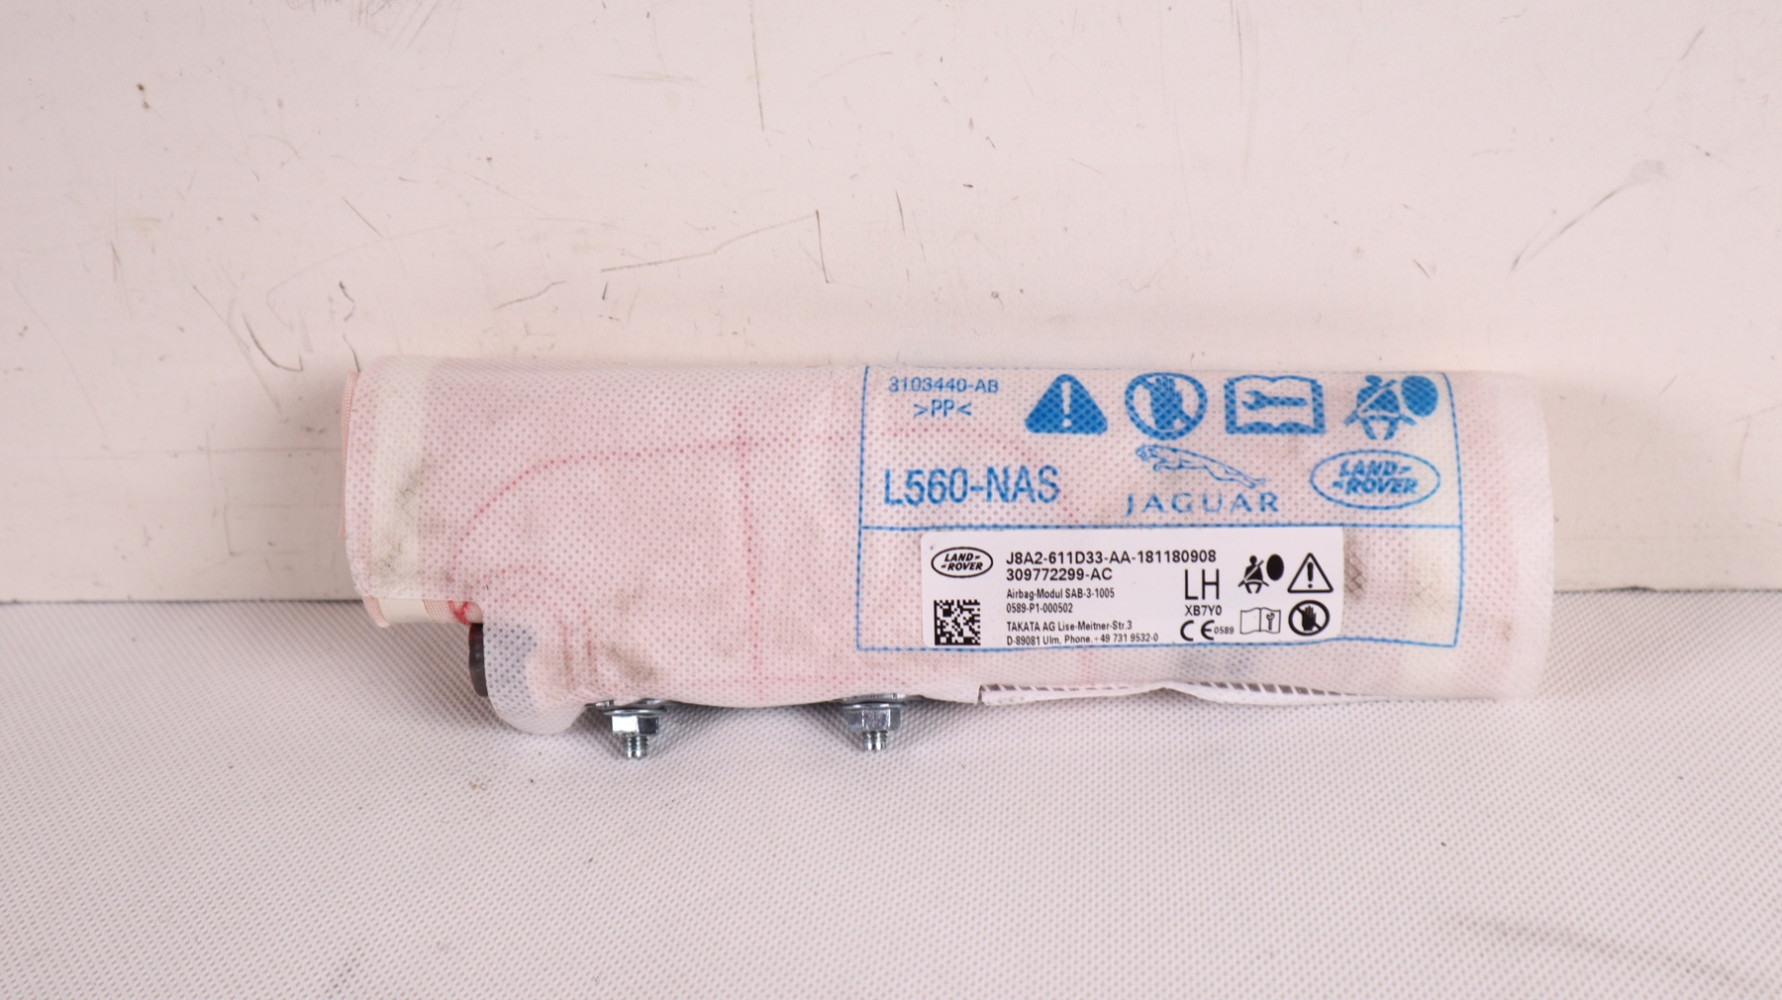 3103440-AB
>PP<
L560-NAS
JAGUAR
LAND-
-ROVER
LAND-
-ROVER
J8A2-611D33-AA-181180908
309772299-AC
LH
Airbag-Modul SAB-3-1005
0589-P1-000502
XB7Y0
TAKATA AG Lise-Meitner-Str.3
D-89081 Ulm, Phone.+49 731 9532-0
CE 0589